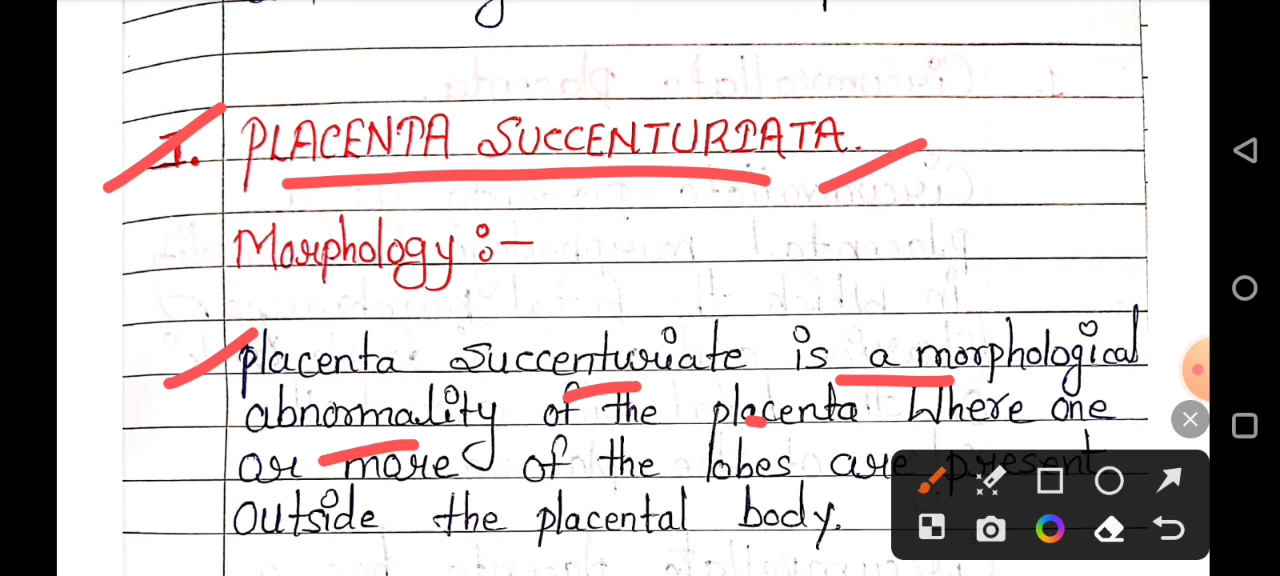 1. PLACENTA SUCCENTURIATA.
Morphology :-
placenta succenturiate is a morphological
abnormality of the placenta where one
or more of the lobes are present
outside the placental body.